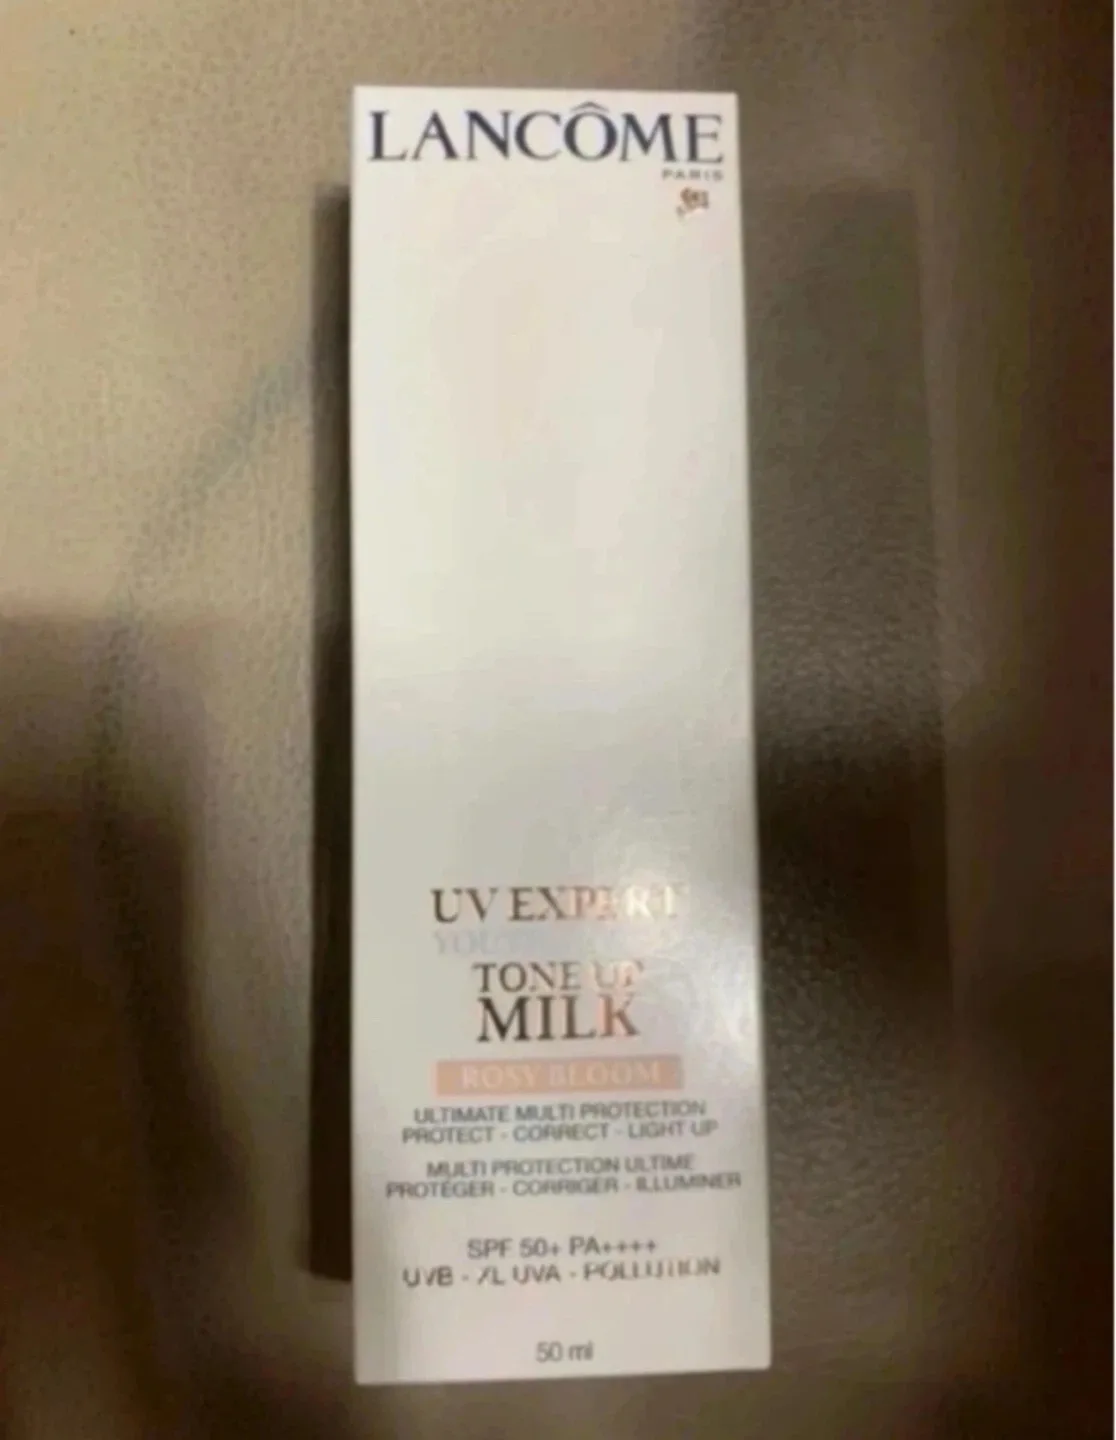 LANCÔME
PARIS
UV EXPERT
TONE UP
MILK
ROSY BLOOM
ULTIMATE MULTI PROTECTION
PROTECT - CORRECT - LIGHT UP
MULTI PROTECTION ULTIME
PROTÉGER - CORRIGER - ILLUMINER
SPF 50+ PA++++
UVB - XL UVA - POLLUTION
50 ml